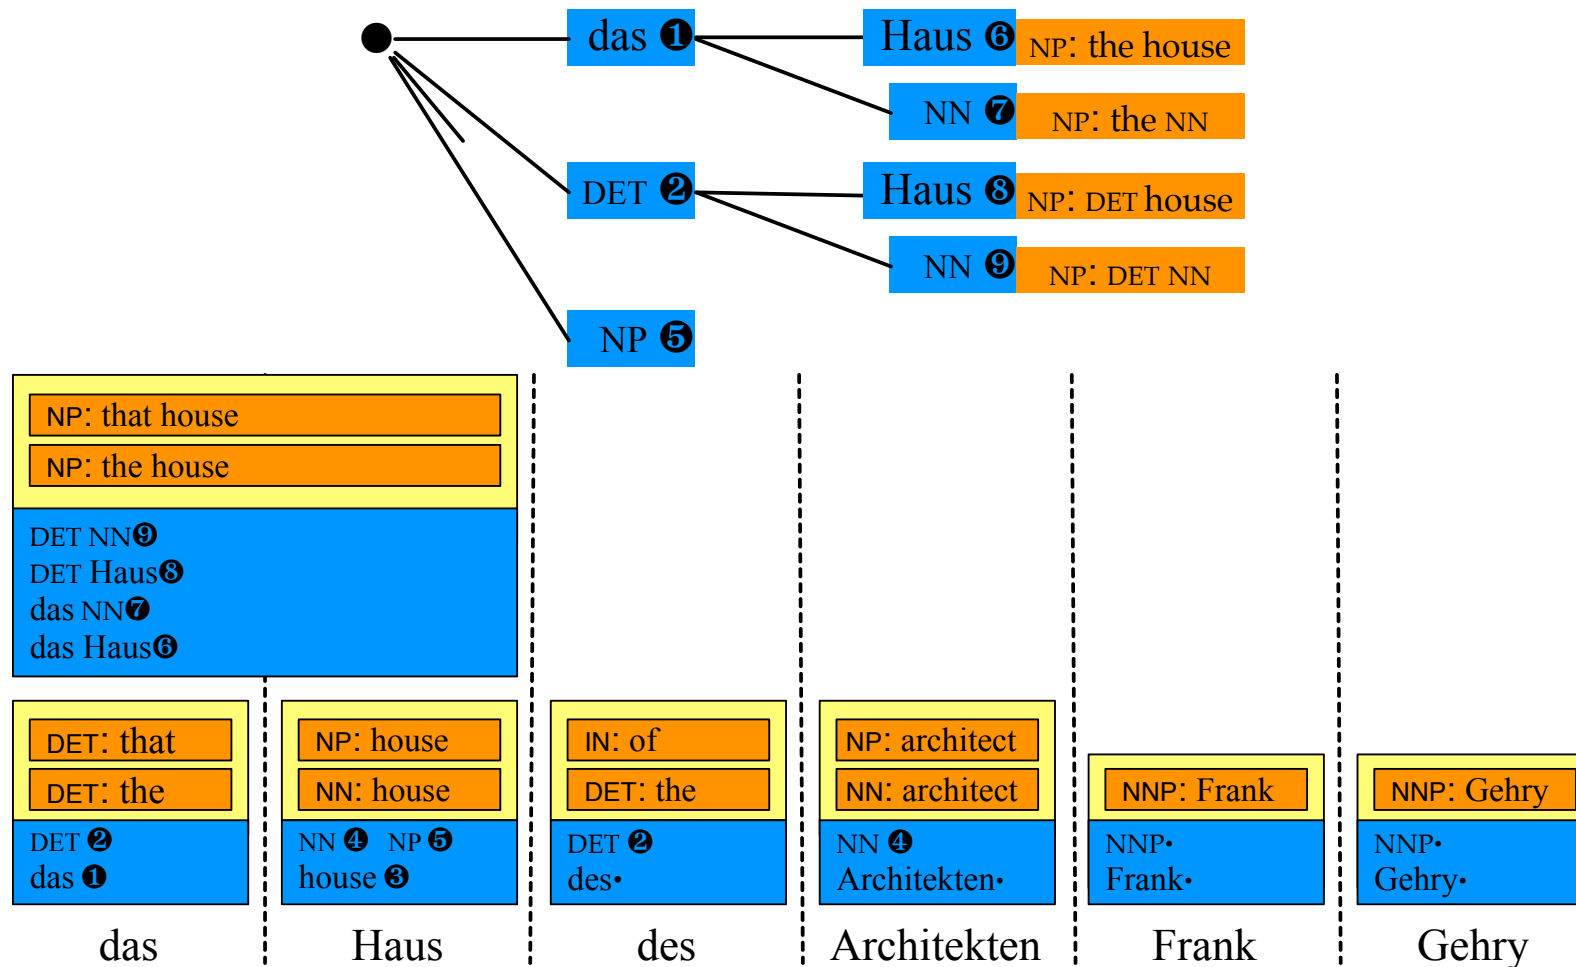 das ❶ Haus ❻ NP: the house
NN ❼ NP: the NN
DET ❷ Haus ❽ NP: DET house
NN ❾ NP: DET NN
NP ❺
NP: that house
NP: the house
DET NN❾
DET Haus❽
das NN❼
das Haus❻
DET: that
DET: the
DET ❷
das ❶
NP: house
NN: house
NN ❹ NP ❺
house ❸
IN: of
DET: the
DET ❷
des•
NP: architect
NN: architect
NN ❹
Architekten•
NNP: Frank
NNP•
Frank•
NNP: Gehry
NNP•
Gehry•
das Haus des Architekten Frank Gehry